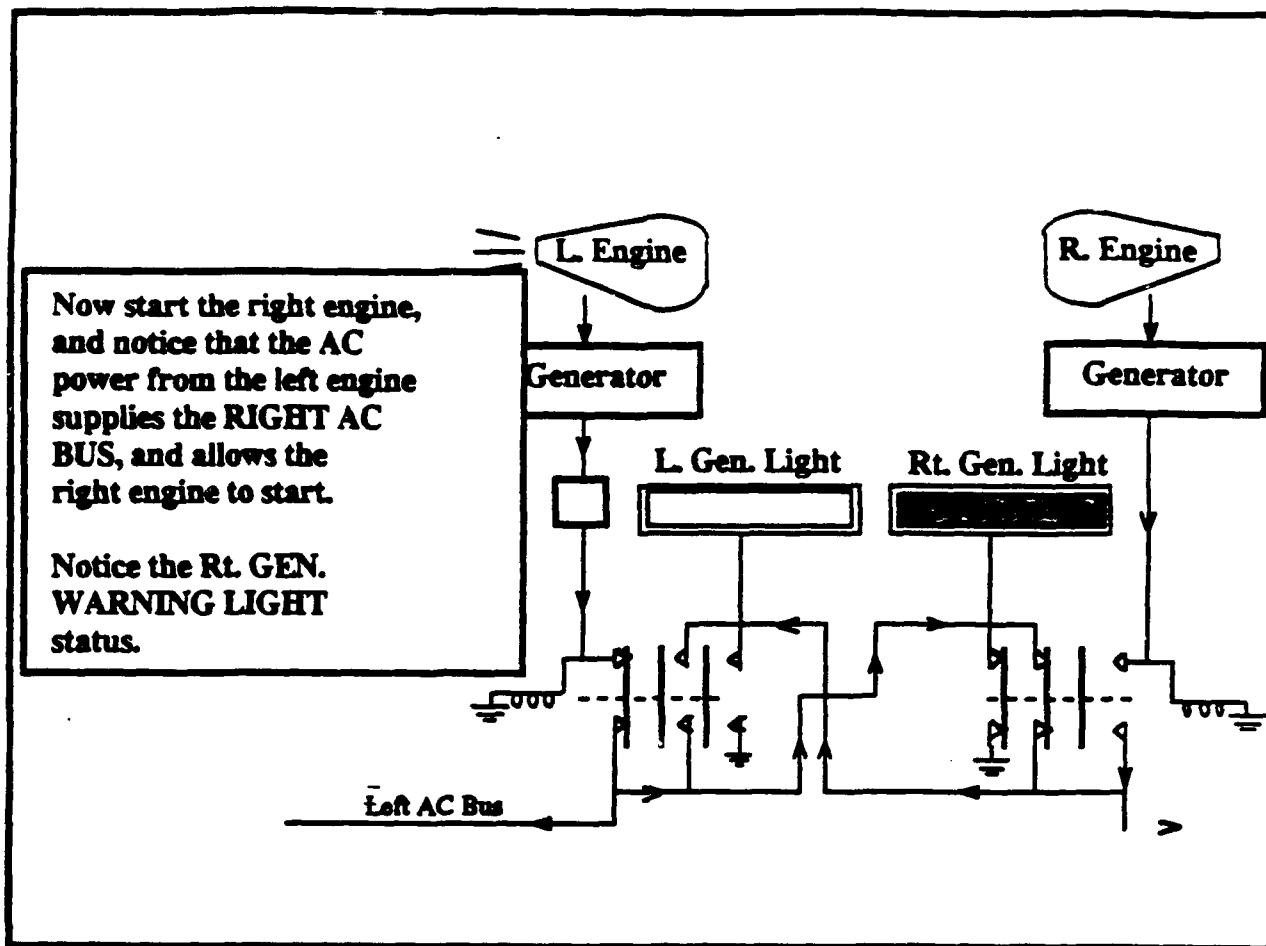 L. Engine
R. Engine
Now start the right engine,
and notice that the AC
power from the left engine
supplies the RIGHT AC
BUS, and allows the
right engine to start.
Notice the Rt. GEN.
WARNING LIGHT
status.
Generator
Generator
L. Gen. Light
Rt. Gen. Light
Left AC Bus